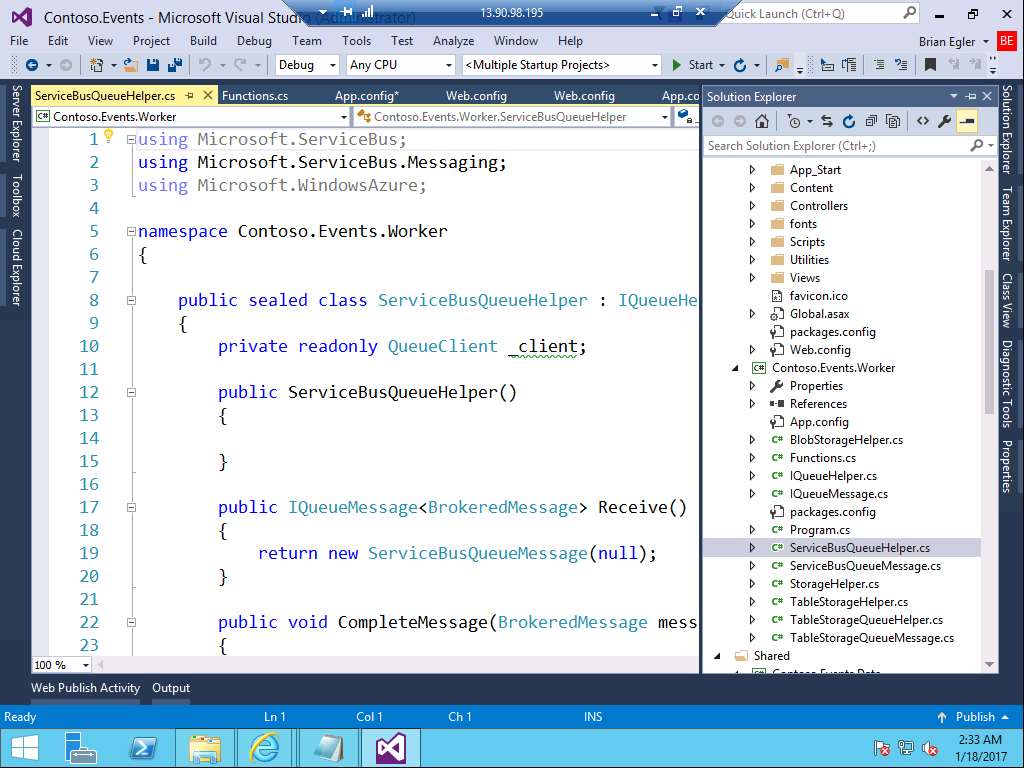 Contoso.Events - Microsoft Visual Studio (Administrator)
13.90.98.195
Quick Launch (Ctrl+Q)
File Edit View Project Build Debug Team Tools Test Analyze Window Help
Brian Egler BE
Debug Any CPU <Multiple Startup Projects> Start
Server Explorer
Toolbox
Cloud Explorer
ServiceBusQueueHelper.cs Functions.cs App.config* Web.config Web.config App.co
Contoso.Events.Worker Contoso.Events.Worker.ServiceBusQueueHelper
1 using Microsoft.ServiceBus;
2 using Microsoft.ServiceBus.Messaging;
3 using Microsoft.WindowsAzure;
4
5 namespace Contoso.Events.Worker
6 {
7
8 public sealed class ServiceBusQueueHelper : IQueueHe
9 {
10 private readonly QueueClient _client;
11
12 public ServiceBusQueueHelper()
13 {
14
15 }
16
17 public IQueueMessage<BrokeredMessage> Receive()
18 {
19 return new ServiceBusQueueMessage(null);
20 }
21
22 public void CompleteMessage(BrokeredMessage mess
23 {
100 %
Solution Explorer
Search Solution Explorer (Ctrl+;)
App_Start
Content
Controllers
fonts
Scripts
Utilities
Views
favicon.ico
Global.asax
packages.config
Web.config
C# Contoso.Events.Worker
Properties
References
App.config
C# BlobStorageHelper.cs
C# Functions.cs
C# IQueueHelper.cs
C# IQueueMessage.cs
packages.config
C# Program.cs
C# ServiceBusQueueHelper.cs
C# ServiceBusQueueMessage.cs
C# StorageHelper.cs
C# TableStorageHelper.cs
C# TableStorageQueueHelper.cs
C# TableStorageQueueMessage.cs
Shared
Contoso.Events.Data
Solution Explorer
Team Explorer
Class View
Diagnostic Tools
Properties
Web Publish Activity Output
Ready Ln 1 Col 1 Ch 1 INS Publish
2:33 AM
1/18/2017